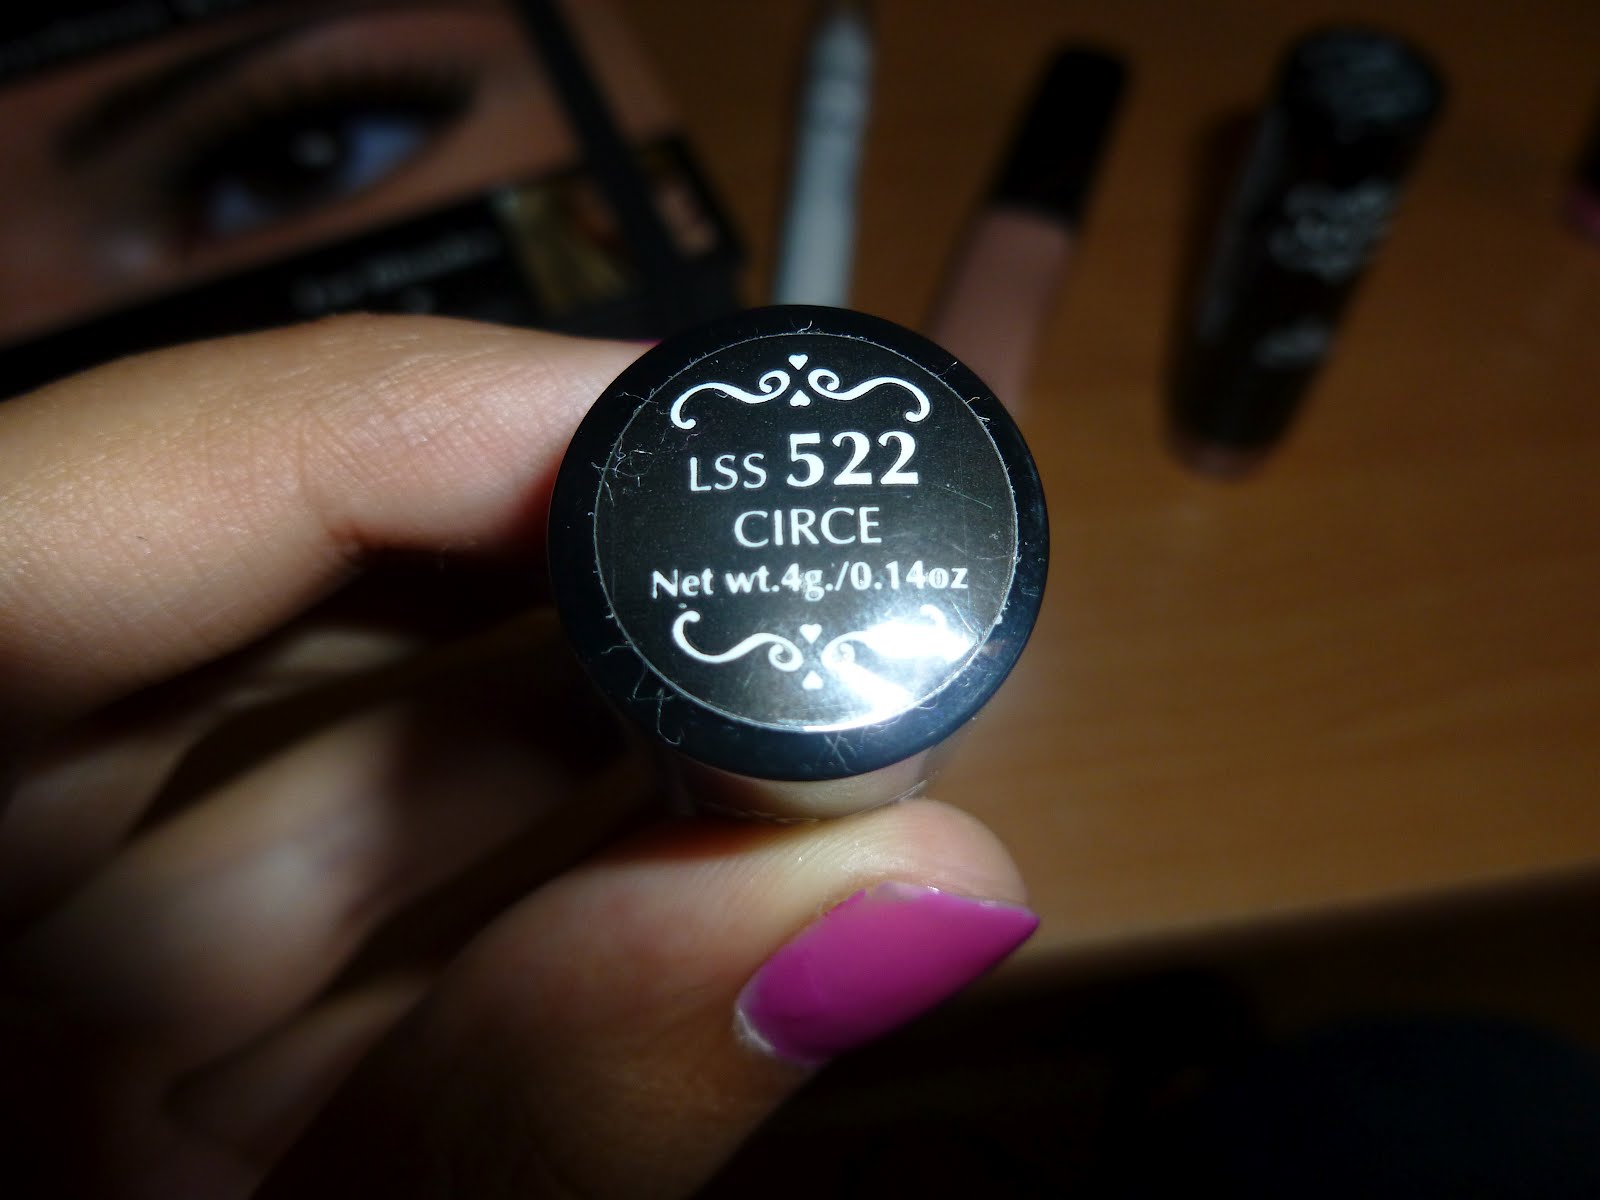 LSS 522
CIRCE
Net wt.4g./0.14oz